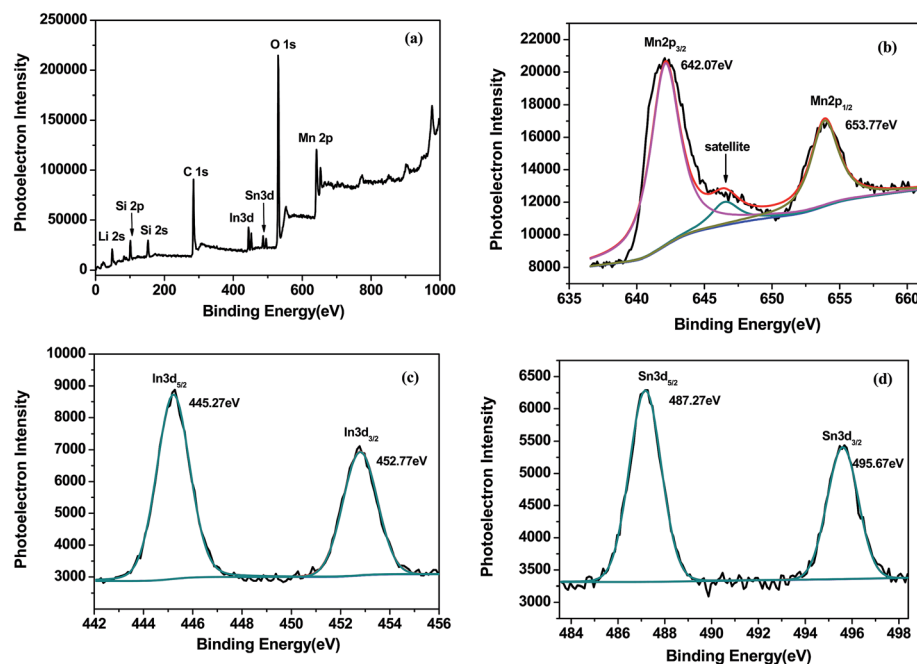 (a)
Photoelectron Intensity
250000
200000
150000
100000
50000
0
O 1s
Mn 2p
C 1s
Sn3d
In3d
Si 2p
Si 2s
Li 2s
0 200 400 600 800 1000
Binding Energy(eV)
(b)
Photoelectron Intensity
22000
20000
18000
16000
14000
12000
10000
8000
Mn2p3/2
642.07eV
Mn2p1/2
653.77eV
satellite
635 640 645 650 655 660
Binding Energy(eV)
(c)
Photoelectron Intensity
10000
9000
8000
7000
6000
5000
4000
3000
2000
In3d5/2
445.27eV
In3d3/2
452.77eV
442 444 446 448 450 452 454 456
Binding Energy(eV)
(d)
Photoelectron Intensity
6500
6000
5500
5000
4500
4000
3500
3000
Sn3d5/2
487.27eV
Sn3d3/2
495.67eV
484 486 488 490 492 494 496 498
Binding Energy(eV)